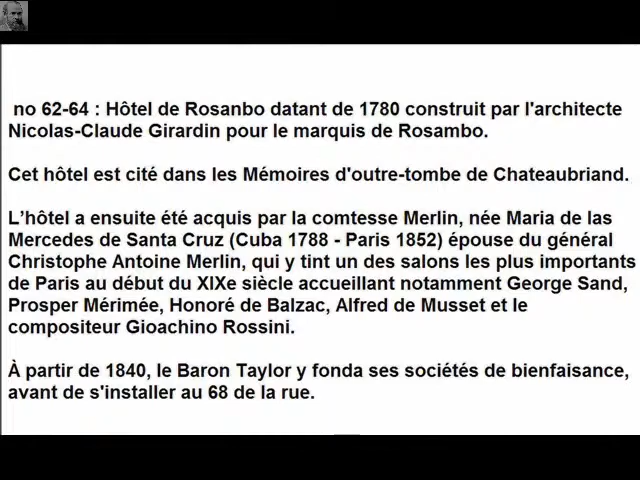 no 62-64 : Hôtel de Rosanbo datant de 1780 construit par l'architecte
Nicolas-Claude Girardin pour le marquis de Rosambo.
Cet hôtel est cité dans les Mémoires d'outre-tombe de Chateaubriand.
L’hôtel a ensuite été acquis par la comtesse Merlin, née Maria de las
Mercedes de Santa Cruz (Cuba 1788 - Paris 1852) épouse du général
Christophe Antoine Merlin, qui y tint un des salons les plus importants
de Paris au début du XIXe siècle accueillant notamment George Sand,
Prosper Mérimée, Honoré de Balzac, Alfred de Musset et le
compositeur Gioachino Rossini.
À partir de 1840, le Baron Taylor y fonda ses sociétés de bienfaisance,
avant de s'installer au 68 de la rue.